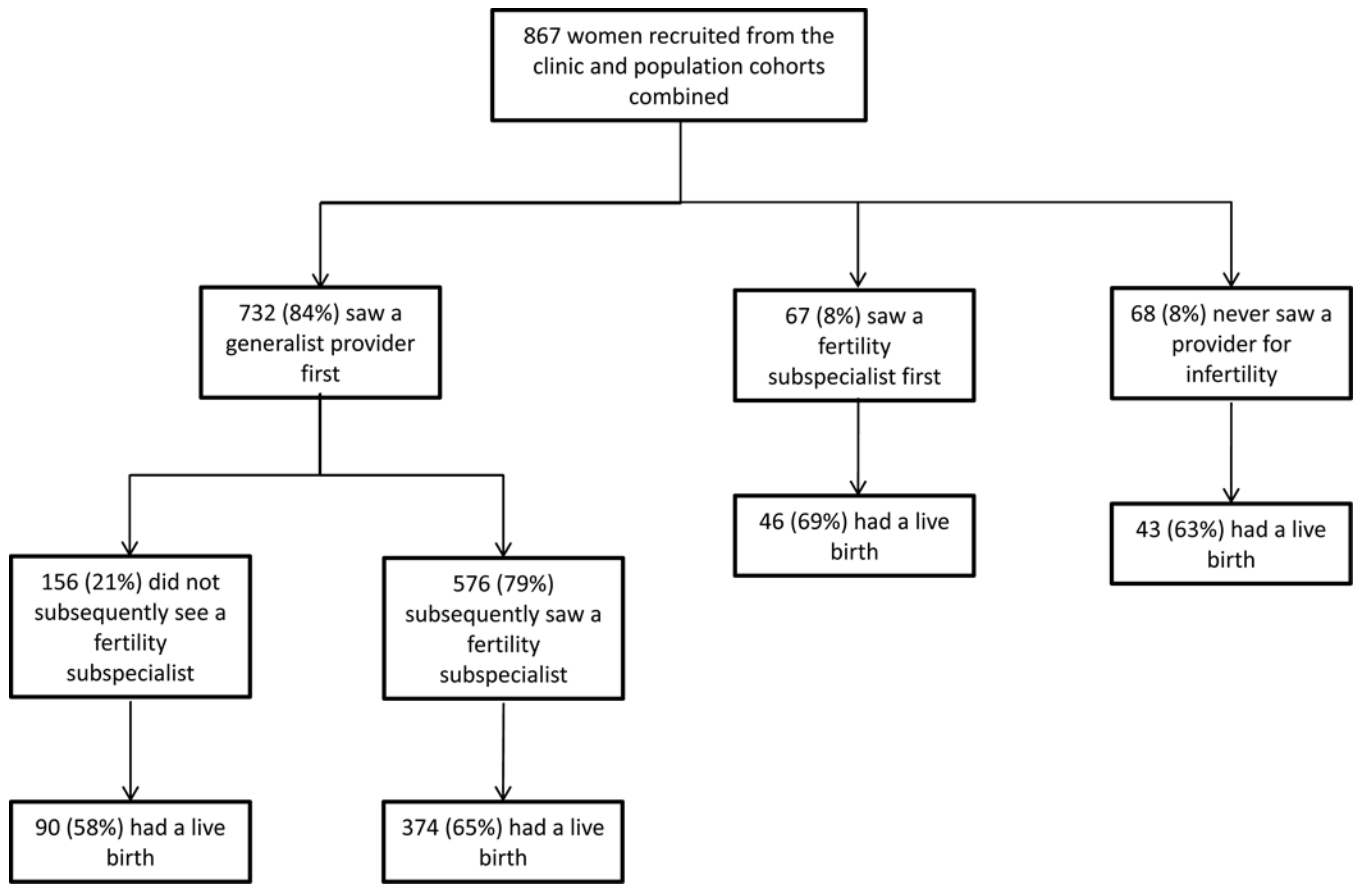 867 women recruited from the
clinic and population cohorts
combined
732 (84%) saw a
generalist provider
first
67 (8%) saw a
fertility
subspecialist first
68 (8%) never saw a
provider for
infertility
46 (69%) had a live
birth
43 (63%) had a live
birth
156 (21%) did not
subsequently see a
fertility
subspecialist
576 (79%)
subsequently saw a
fertility
subspecialist
90 (58%) had a live
birth
374 (65%) had a live
birth